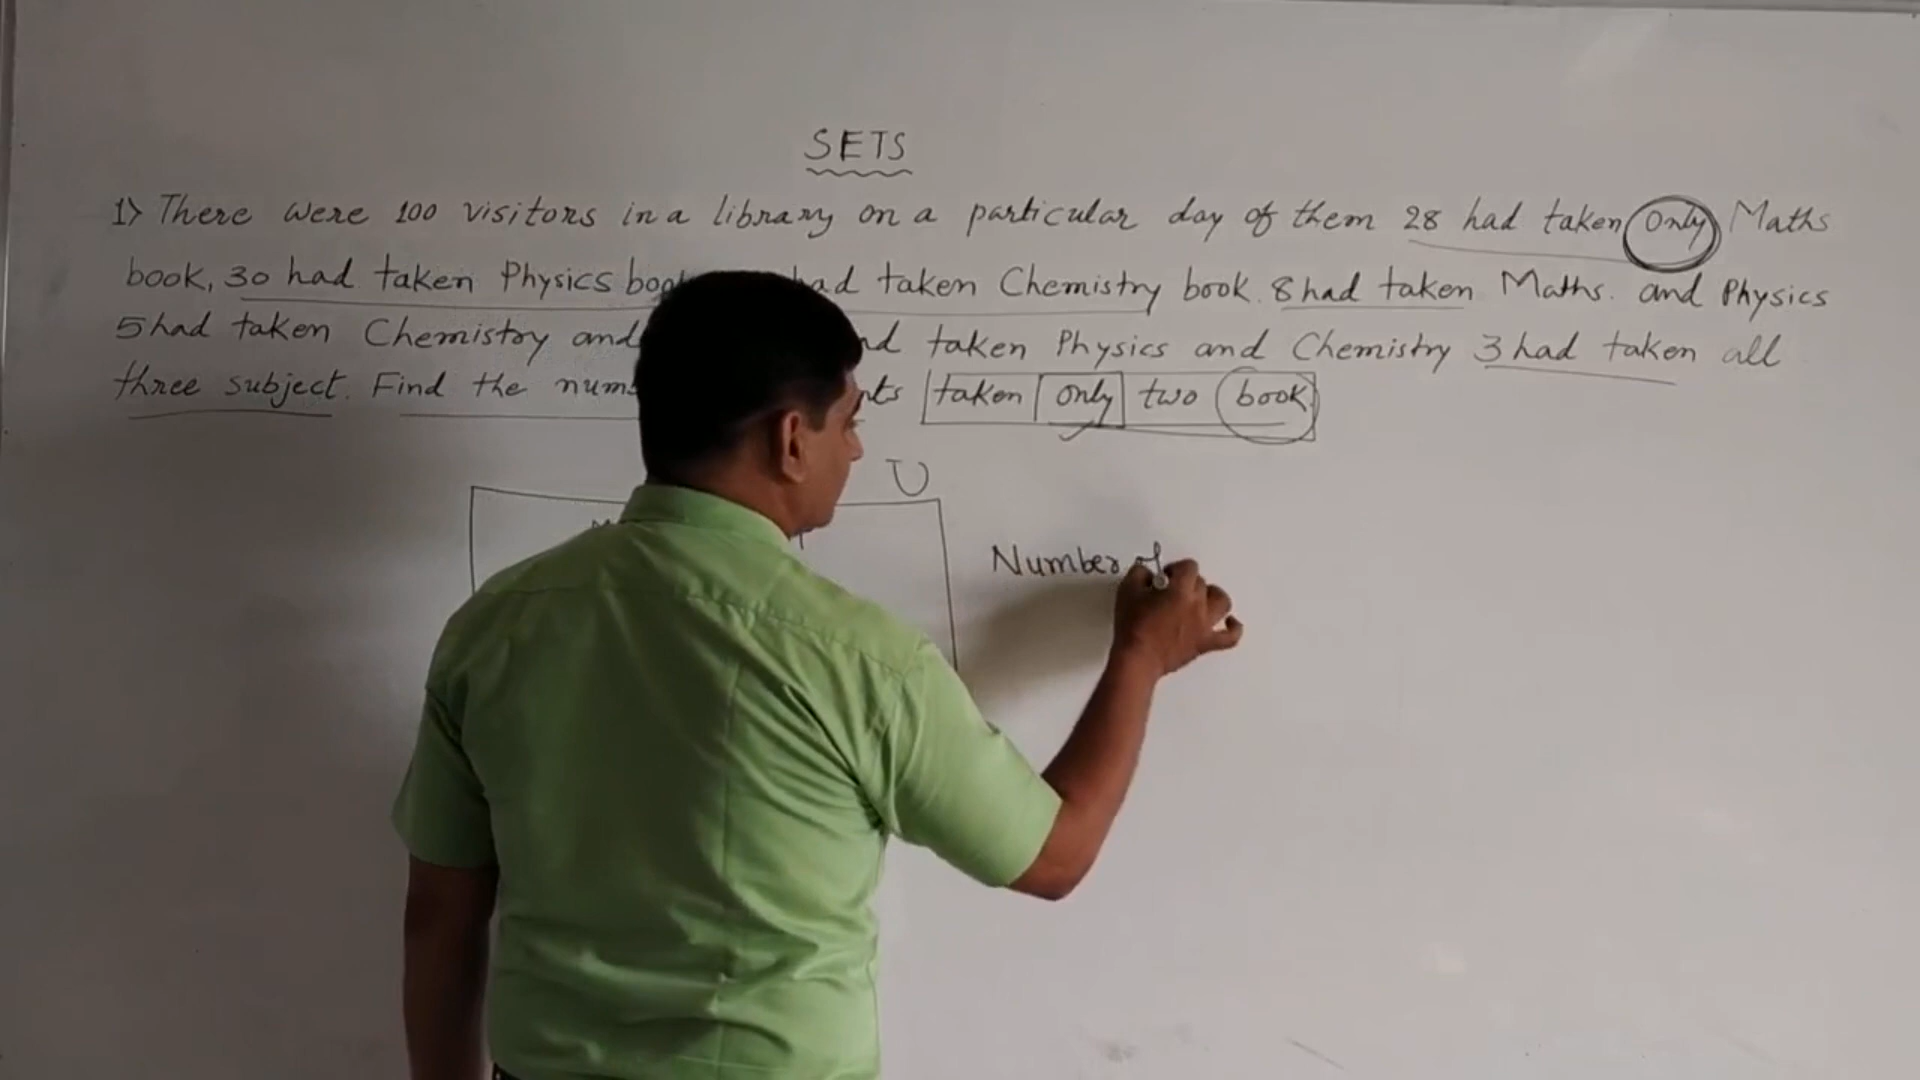 SETS
1) There were 100 visitors in a library on a particular day of them 28 had taken only Maths
book, 30 had taken Physics had taken Chemistry book. 8 had taken Maths. and Physics
5 had taken Chemistry and taken Physics and Chemistry 3 had taken all
three subject. Find the taken only two book.
U
Number of